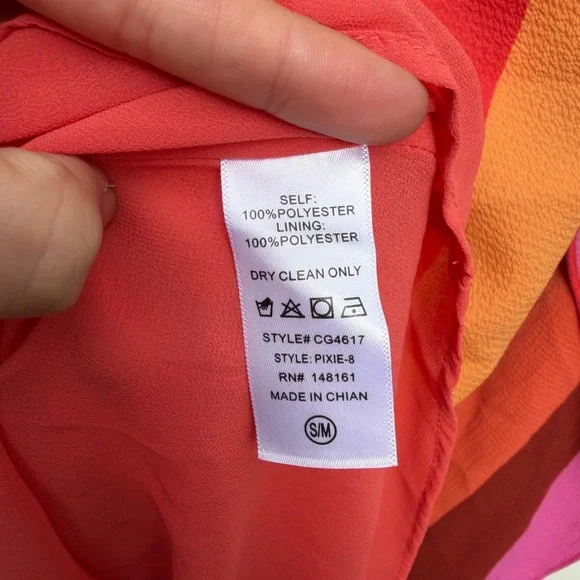 SELF:
100%POLYESTER
LINING:
100%POLYESTER
DRY CLEAN ONLY
STYLE# CG4617
STYLE: PIXIE-8
RN# 148161
MADE IN CHIAN
S/M